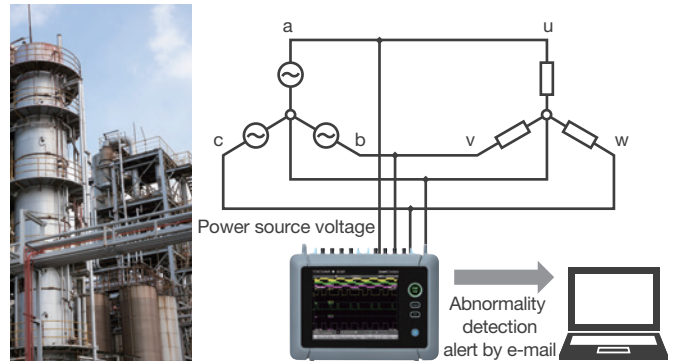 a
u
c
b
v
w
Power source voltage
Abnormality
detection
alert by e-mail